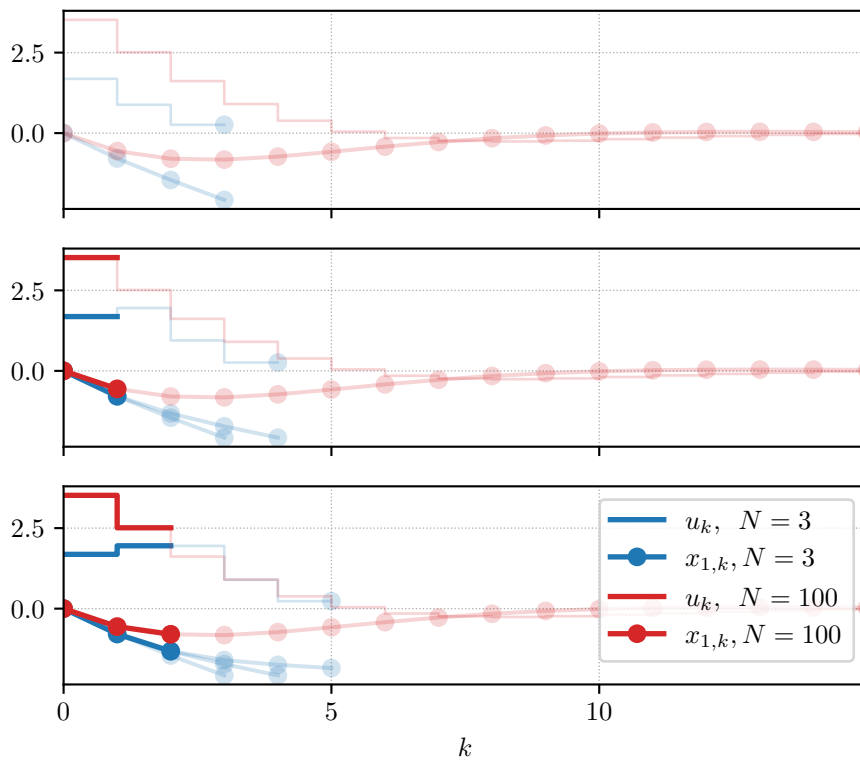 2.5
0.0
2.5
0.0
2.5
0.0
u_k, N = 3
x_{1,k}, N = 3
u_k, N = 100
x_{1,k}, N = 100
0 5 10
k